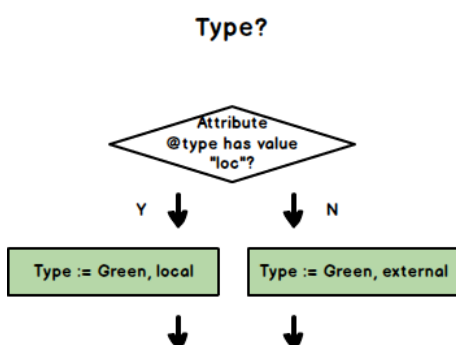 Type?
Attribute
@type has value
"loc"?
Y
N
Type := Green, local
Type := Green, external